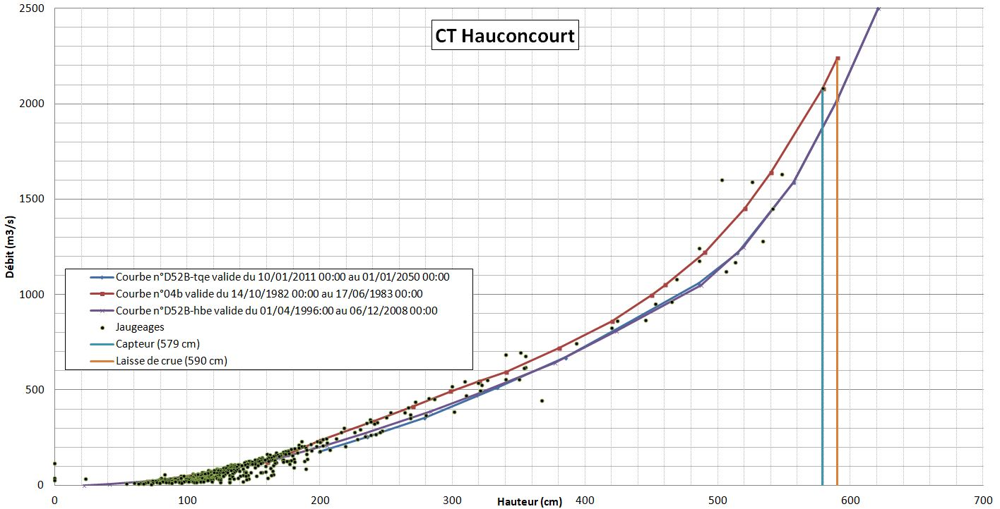 CT Hauconcourt
2500
2000
1500
1000
500
0
Débit (m3/s)
Courbe n°D52B-tqe valide du 10/01/2011 00:00 au 01/01/2050 00:00
Courbe n°04b valide du 14/10/1982 00:00 au 17/06/1983 00:00
Courbe n°D52B-hbe valide du 01/04/1996:00 au 06/12/2008 00:00
Jaugeages
Capteur (579 cm)
Laisse de crue (590 cm)
0 100 200 300 400 500 600 700
Hauteur (cm)